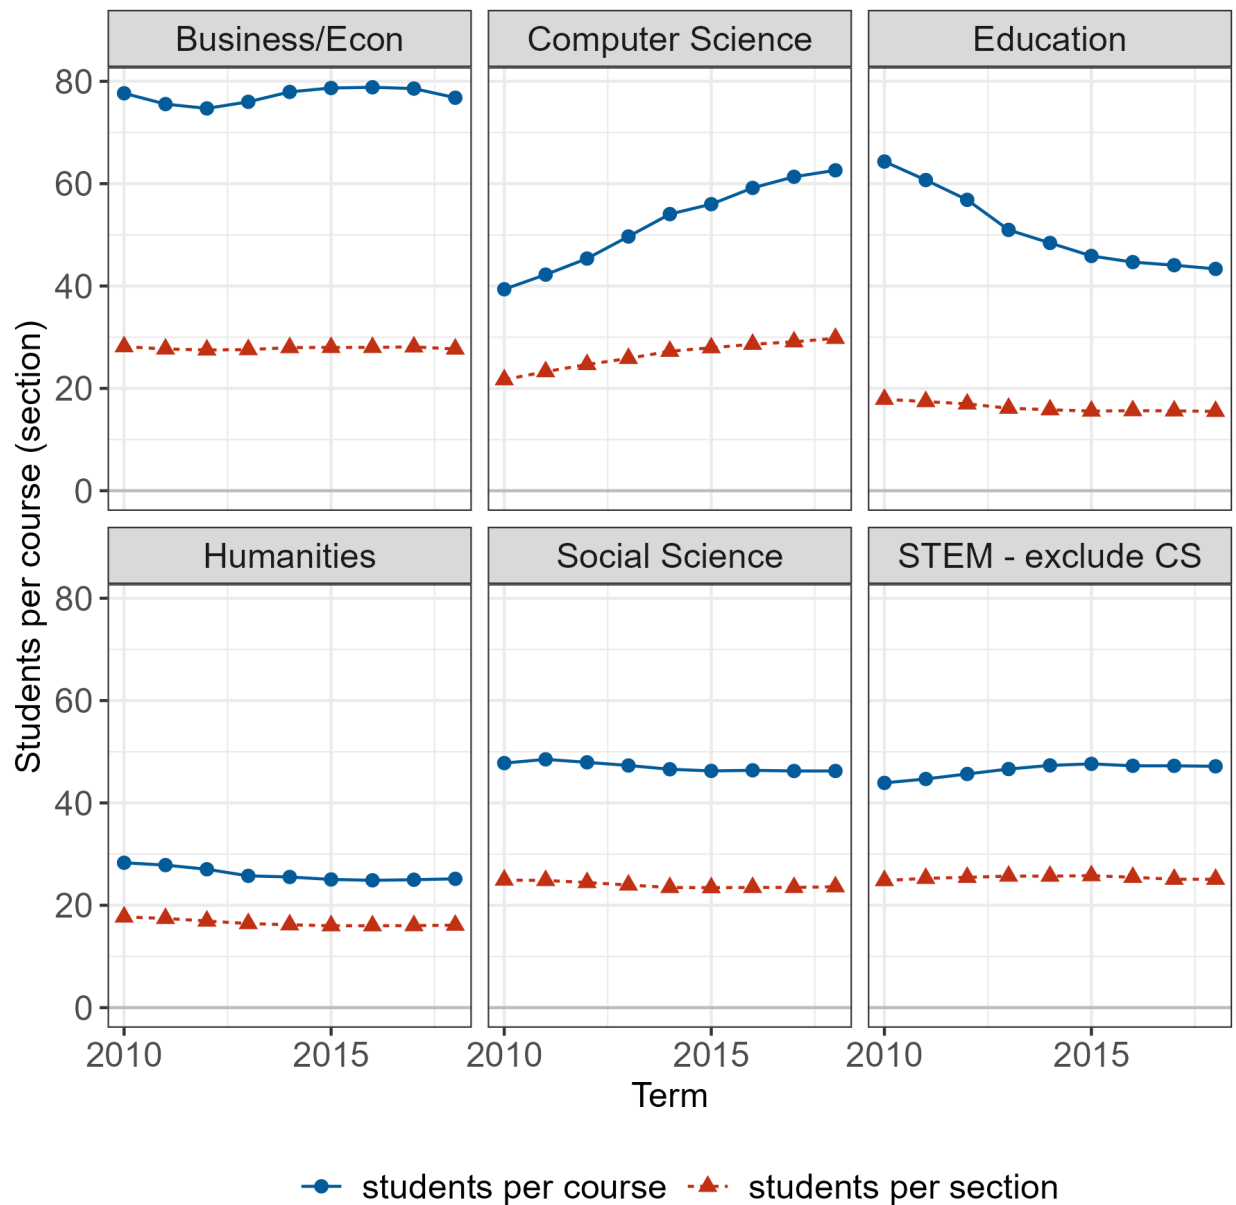 Business/Econ Computer Science Education
80
60
40
20
0
Humanities Social Science STEM - exclude CS
80
60
40
20
0
2010 2015 2010 2015 2010 2015
Term
Students per course (section)
students per course students per section